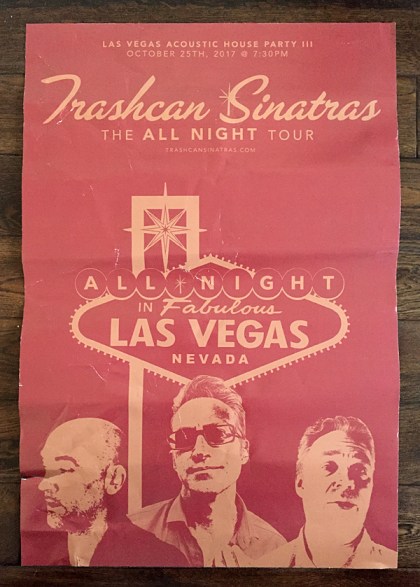 LAS VEGAS ACOUSTIC HOUSE PARTY III
OCTOBER 25TH, 2017 @ 7:30PM
Trashcan Sinatras
THE ALL NIGHT TOUR
TRASHCANSINATRAS.COM
ALL NIGHT
IN Fabulous
LAS VEGAS
NEVADA